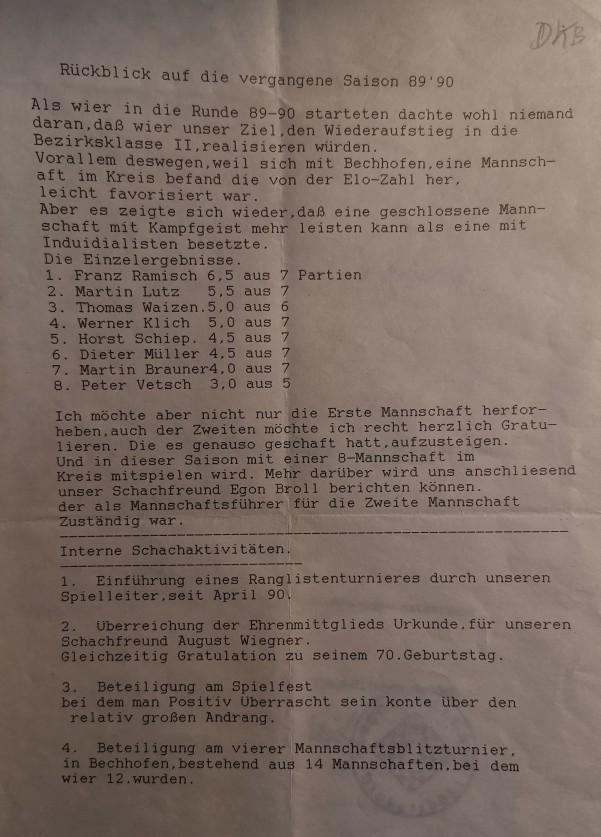 DKB
Rückblick auf die vergangene Saison 89'90
Als wier in die Runde 89-90 starteten dachte wohl niemand
daran,daß wier unser Ziel,den Wiederaufstieg in die
Bezirksklasse II,realisieren würden.
Vorallem deswegen,weil sich mit Bechhofen,eine Mannsch-
aft im Kreis befand die von der Elo-Zahl her,
leicht favorisiert war.
Aber es zeigte sich wieder,daß eine geschlossene Mann-
schaft mit Kampfgeist mehr leisten kann als eine mit
Induidialisten besetzte.
Die Einzelergebnisse.
1. Franz Ramisch 6,5 aus 7 Partien
2. Martin Lutz 5,5 aus 7
3. Thomas Waizen.5,0 aus 6
4. Werner Klich 5,0 aus 7
5. Horst Schiep. 4,5 aus 7
6. Dieter Müller 4,5 aus 7
7. Martin Brauner4,0 aus 7
8. Peter Vetsch 3,0 aus 5
Ich möchte aber nicht nur die Erste Mannschaft herfor-
heben,auch der Zweiten möchte ich recht herzlich Gratu-
lieren. Die es genauso geschaft hatt,aufzusteigen.
Und in dieser Saison mit einer 8-Mannschaft im
Kreis mitspielen wird. Mehr darüber wird uns anschliesend
unser Schachfreund Egon Broll berichten können.
der als Mannschaftsführer für die Zweite Mannschaft
Zuständig war.
Interne Schachaktivitäten.
1. Einführung eines Ranglistenturnieres durch unseren
Spielleiter,seit April 90.
2. Überreichung der Ehrenmittglieds Urkunde,für unseren
Schachfreund August Wiegner.
Gleichzeitig Gratulation zu seinem 70.Geburtstag.
3. Beteiligung am Spielfest
bei dem man Positiv Überrascht sein konte über den
relativ großen Andrang.
4. Beteiligung am vierer Mannschaftsblitzturnier,
in Bechhofen,bestehend aus 14 Mannschaften,bei dem
wier 12.wurden.